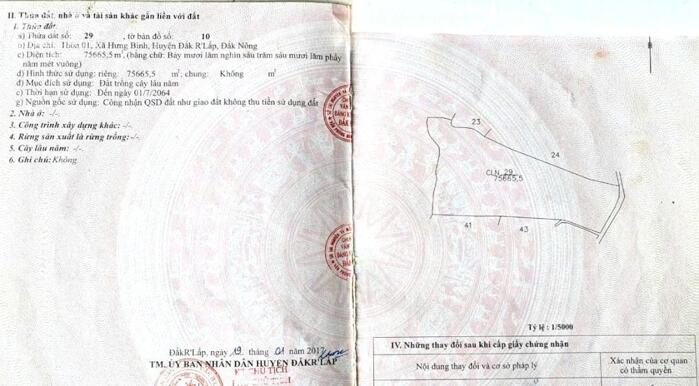 II. Thửa đất, nhà ở và tài sản khác gắn liền với đất
1. Thửa đất:
a) Thửa đất số: 29 , tờ bản đồ số: 10
b) Địa chỉ: Thôn 01, Xã Hưng Bình, Huyện Đắk R'Lấp, Đắk Nông
c) Diện tích: 75665,5 m², (bằng chữ: Bảy mươi lăm nghìn sáu trăm sáu mươi lăm phẩy
năm mét vuông)
d) Hình thức sử dụng: riêng: 75665,5 m²; chung: Không m²
đ) Mục đích sử dụng: Đất trồng cây lâu năm
e) Thời hạn sử dụng: Đến ngày 01/7/2064
g) Nguồn gốc sử dụng: Công nhận QSD đất như giao đất không thu tiền sử dụng đất
2. Nhà ở: -/-
3. Công trình xây dựng khác: -/-
4. Rừng sản xuất là rừng trồng: -/-
5. Cây lâu năm: -/-
6. Ghi chú: Không
ĐắkR'Lấp, ngày 19 tháng 01 năm 2017
TM. ỦY BAN NHÂN DÂN HUYỆN ĐẮKR'LẤP
CHỦ TỊCH
23
24
CLN 29
75665,5
41
43
Tỷ lệ : 1/5000
IV. Những thay đổi sau khi cấp giấy chứng nhận
Nội dung thay đổi và cơ sở pháp lý
Xác nhận của cơ quan
có thẩm quyền